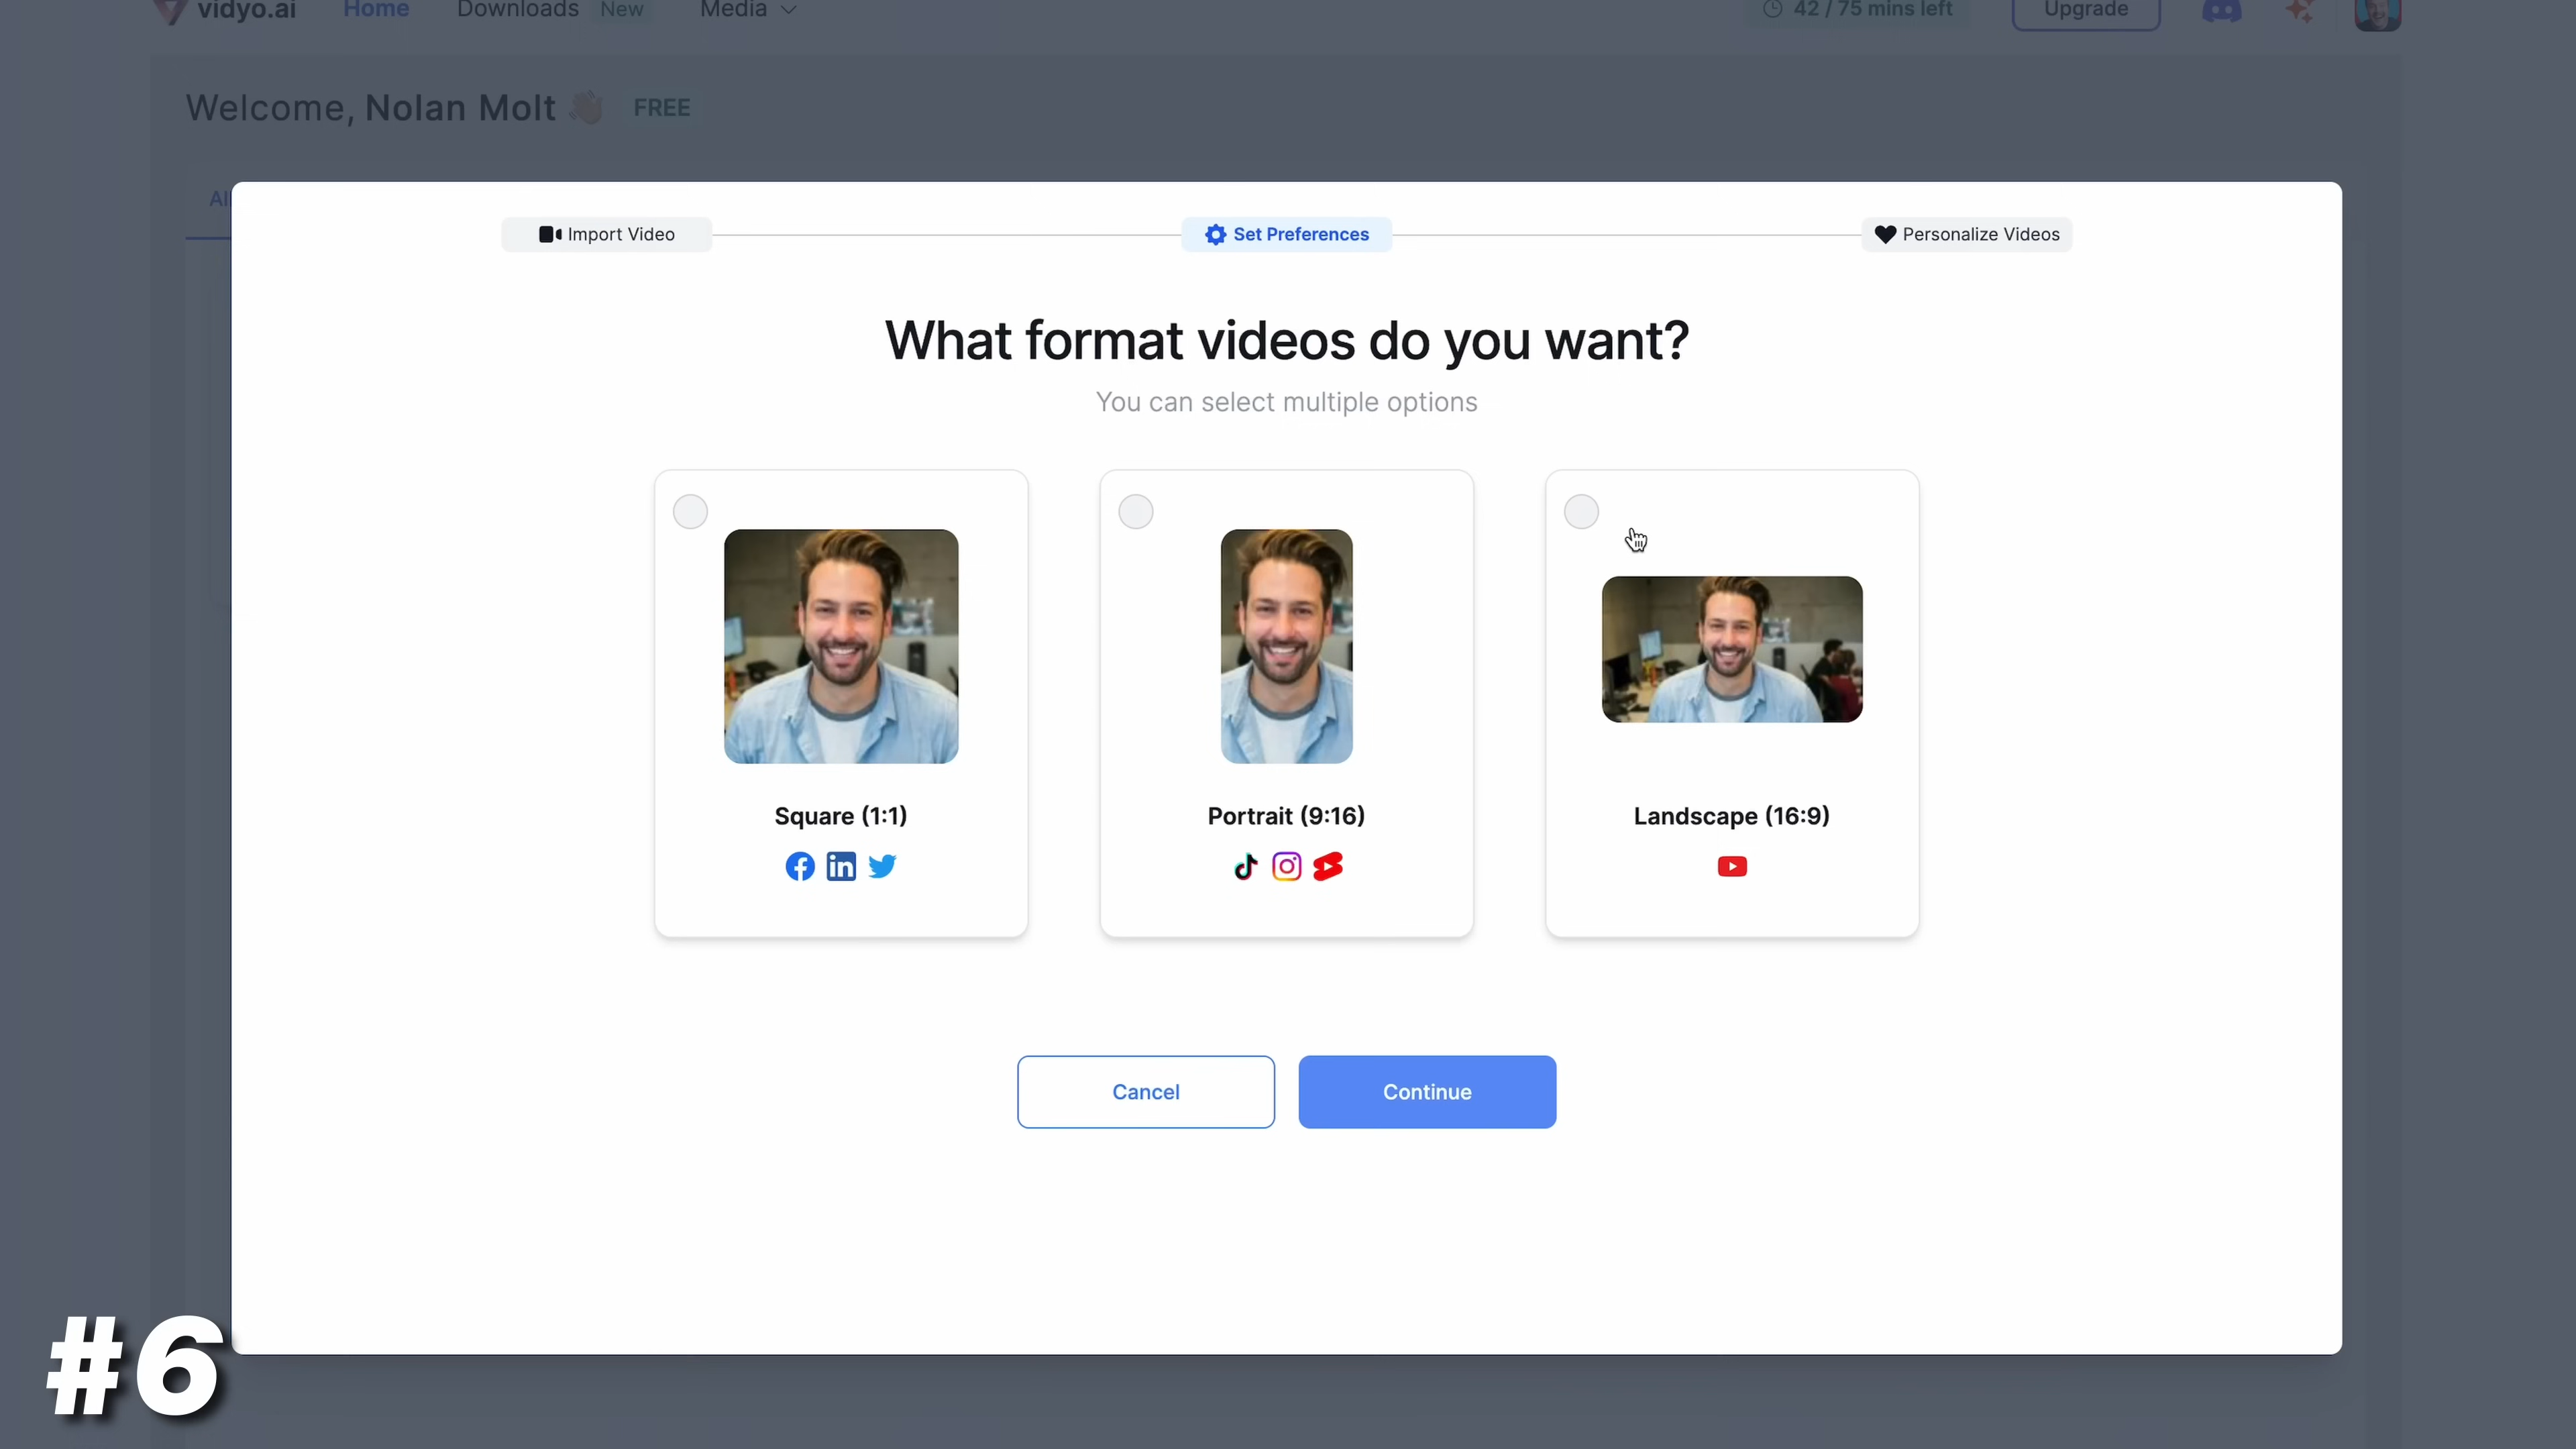 vidyo.ai Home Downloads New Media 42 / 75 mins left Upgrade
Welcome, Nolan Molt 👋 FREE
All
Import Video Set Preferences Personalize Videos
What format videos do you want?
You can select multiple options
Square (1:1) Portrait (9:16) Landscape (16:9)
Cancel Continue
#6